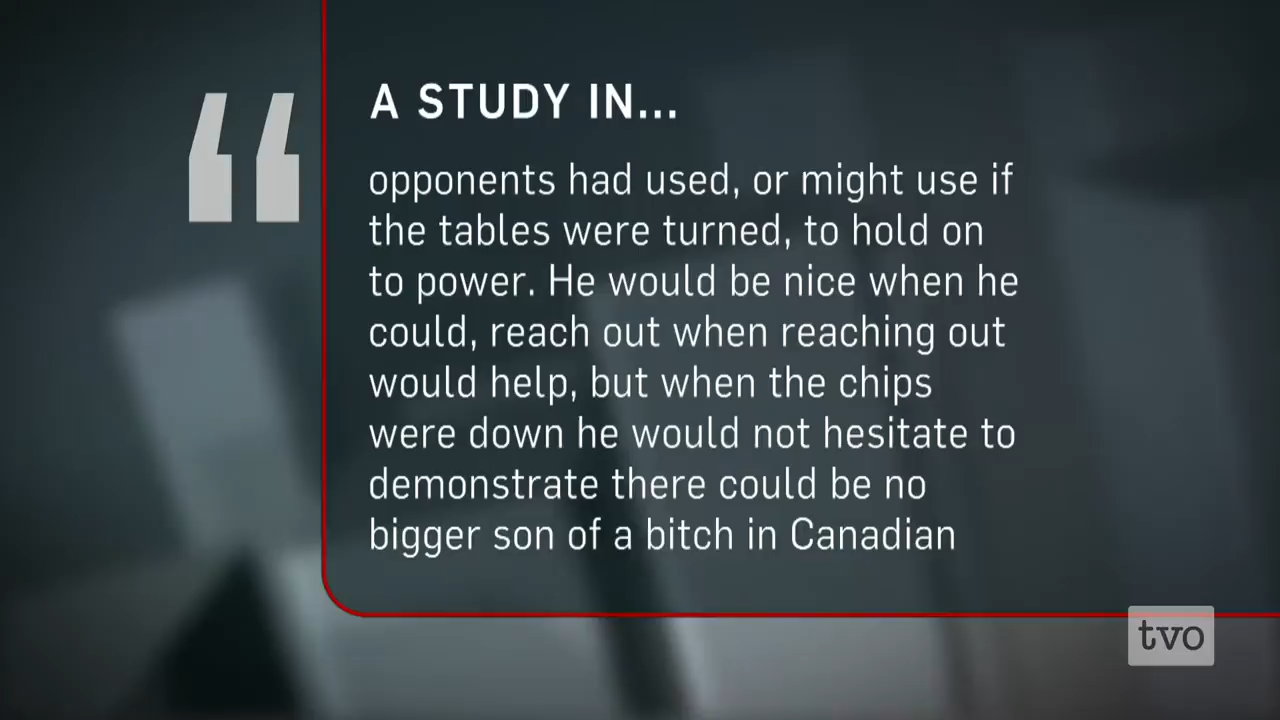 “
A STUDY IN...
opponents had used, or might use if
the tables were turned, to hold on
to power. He would be nice when he
could, reach out when reaching out
would help, but when the chips
were down he would not hesitate to
demonstrate there could be no
bigger son of a bitch in Canadian
tvo